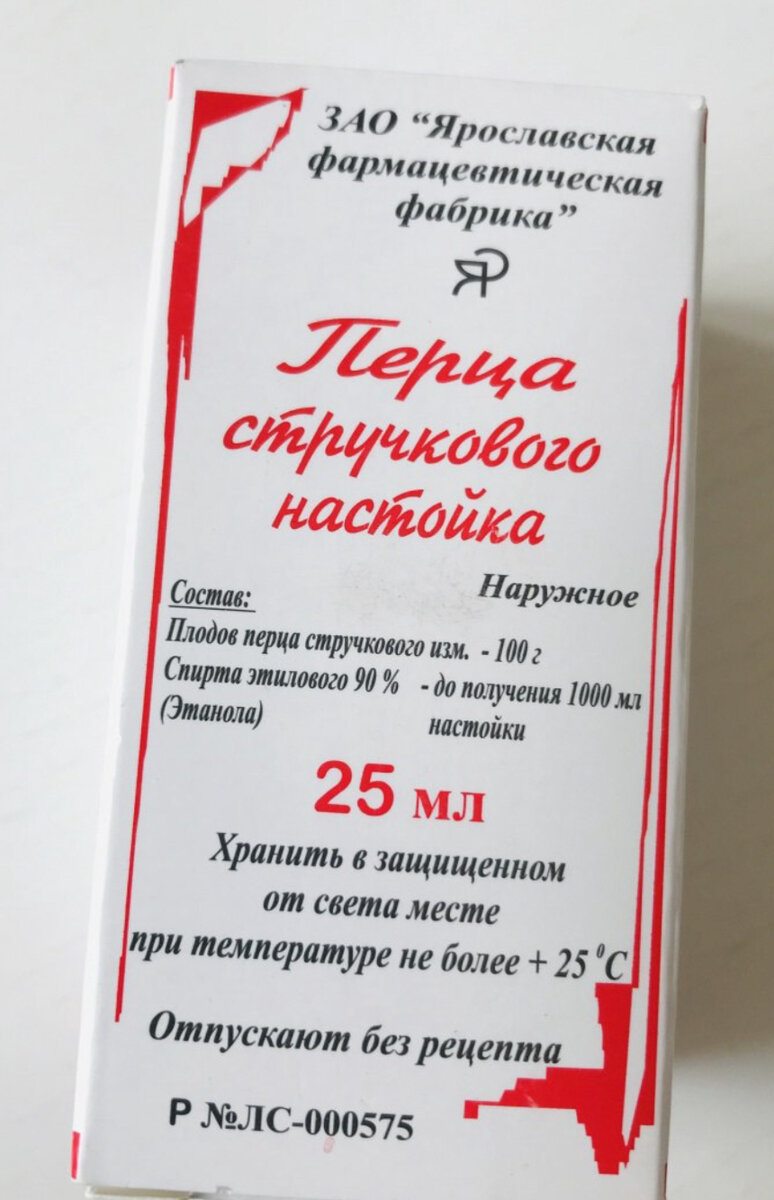 ЗАО “Ярославская
фармацевтическая
фабрика”
ЯР
Перца
стручкового
настойка
Наружное
Состав:
Плодов перца стручкового изм. - 100 г
Спирта этилового 90 % - до получения 1000 мл
(Этанола) настойки
25 мл
Хранить в защищенном
от света месте
при температуре не более + 25 ⁰C
Отпускают без рецепта
Р №ЛС-000575